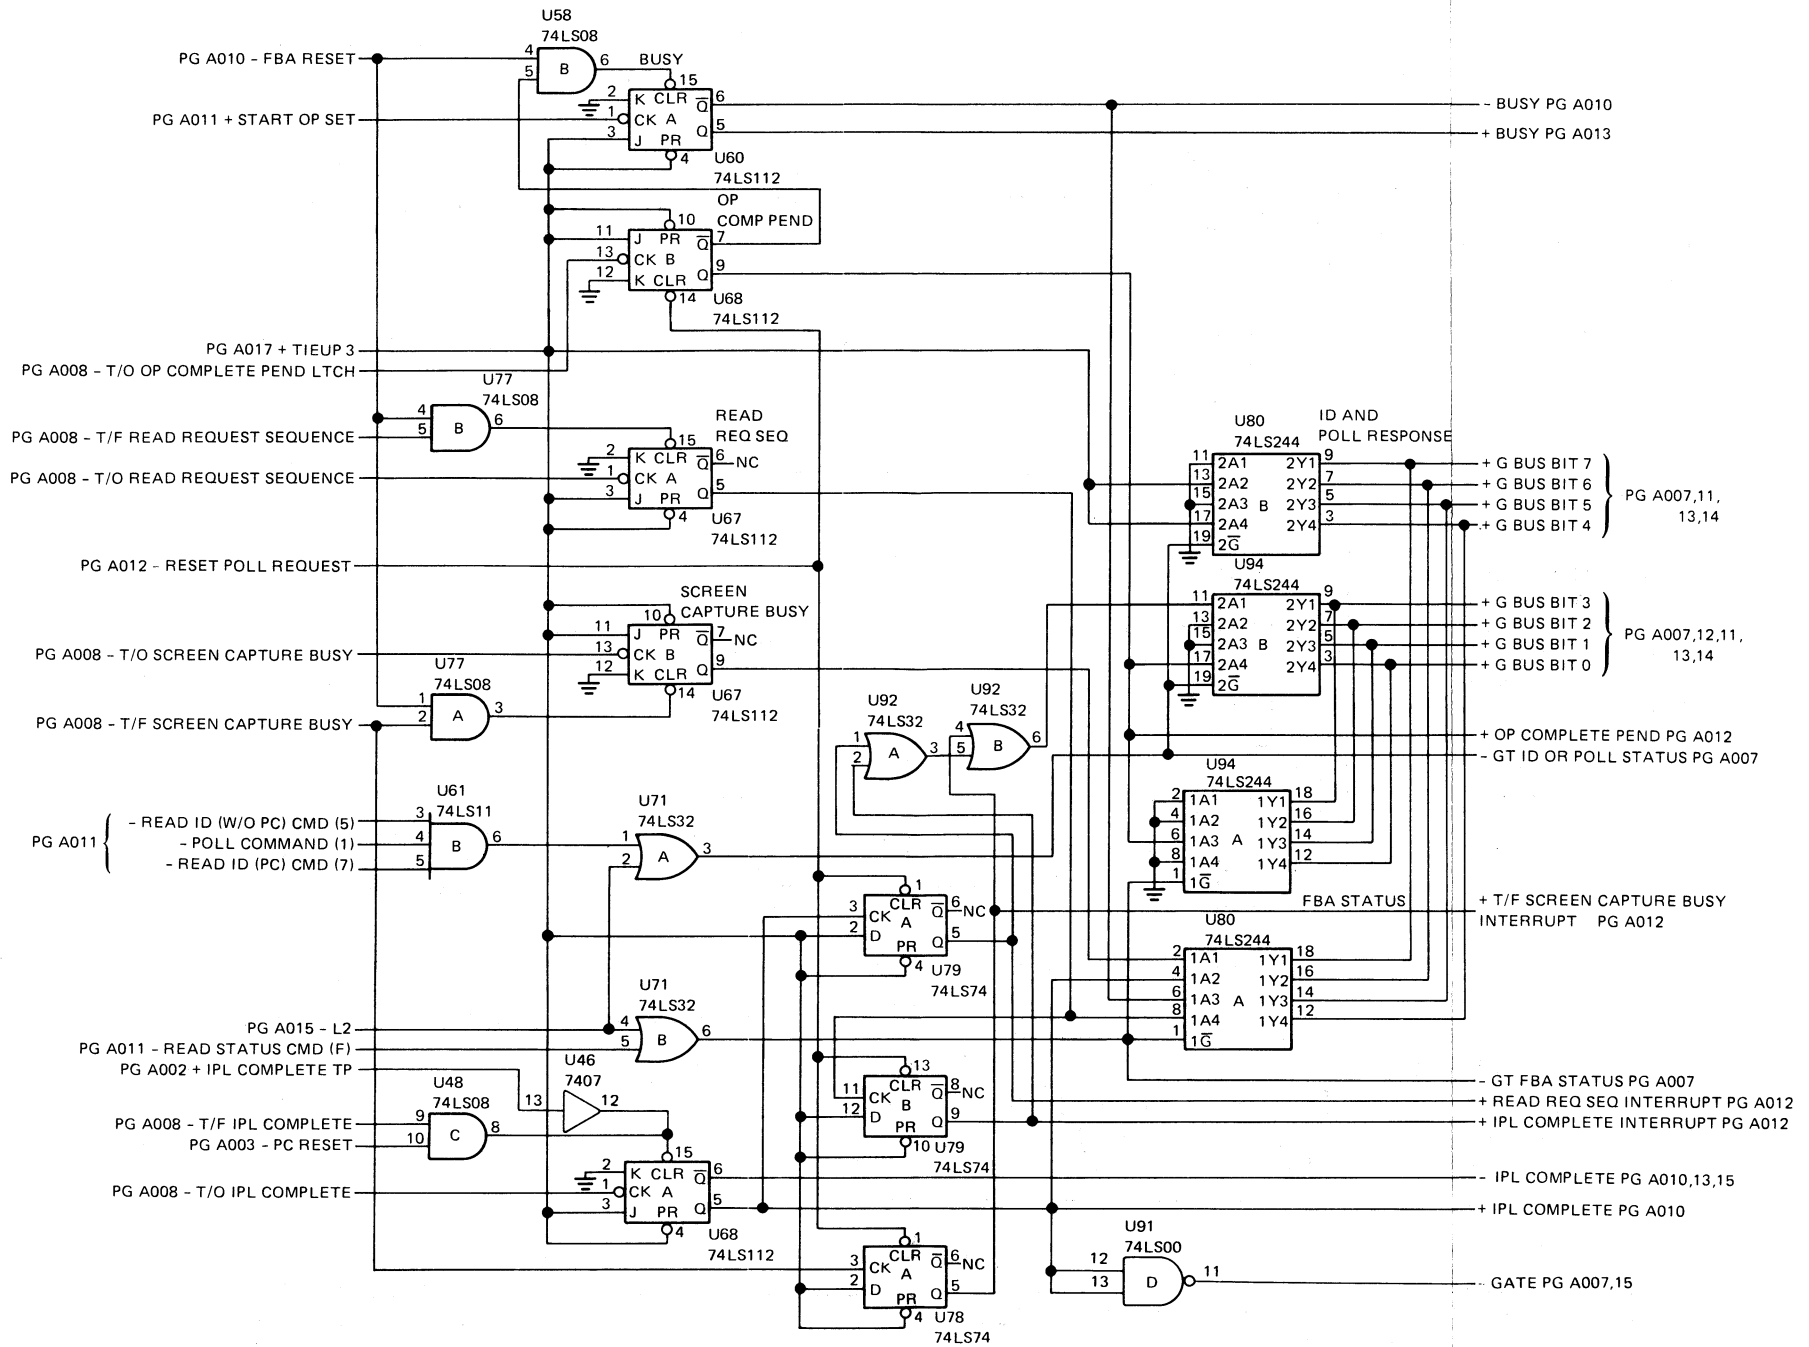 U58
74LS08
PG A010 – FBA RESET
4
5
B
6
BUSY
15
2
K CLR Q
6
– BUSY PG A010
PG A011 + START OP SET
1
CK A
3
J PR Q
5
+ BUSY PG A013
4
U60
74LS112
OP
COMP PEND
10
11
J PR Q
7
13
CK B
12
K CLR Q
9
14
U68
74LS112
PG A017 + TIEUP 3
PG A008 – T/O OP COMPLETE PEND LTCH
U77
74LS08
4
5
B
6
PG A008 – T/F READ REQUEST SEQUENCE
READ
REQ SEQ
15
2
K CLR Q
6
NC
PG A008 – T/O READ REQUEST SEQUENCE
1
CK A
3
J PR Q
5
4
U67
74LS112
U80
74LS244
ID AND
POLL RESPONSE
11
2A1
2Y1
9
+ G BUS BIT 7
13
2A2
2Y2
7
+ G BUS BIT 6
15
2A3
B
2Y3
5
+ G BUS BIT 5
17
2A4
2Y4
3
+ G BUS BIT 4
19
2G
PG A007,11,
13,14
PG A012 – RESET POLL REQUEST
U94
74LS244
11
2A1
2Y1
9
+ G BUS BIT 3
13
2A2
2Y2
7
+ G BUS BIT 2
15
2A3
B
2Y3
5
+ G BUS BIT 1
17
2A4
2Y4
3
+ G BUS BIT 0
19
2G
PG A007,12,11,
13,14
SCREEN
CAPTURE BUSY
10
11
J PR Q
7
NC
PG A008 – T/O SCREEN CAPTURE BUSY
13
CK B
12
K CLR Q
9
14
U67
74LS112
U77
74LS08
1
2
A
3
PG A008 – T/F SCREEN CAPTURE BUSY
U92
74LS32
1
2
A
3
U92
74LS32
4
5
B
6
+ OP COMPLETE PEND PG A012
– GT ID OR POLL STATUS PG A007
U61
74LS11
PG A011
– READ ID (W/O PC) CMD (5)
3
– POLL COMMAND (1)
4
B
6
– READ ID (PC) CMD (7)
5
U71
74LS32
1
2
A
3
U94
74LS244
2
1A1
1Y1
18
4
1A2
1Y2
16
6
1A3
A
1Y3
14
8
1A4
1Y4
12
1
1G
1
3
CLR Q
6
NC
CK A
2
D
Q
5
PR
4
U79
74LS74
FBA STATUS
+ T/F SCREEN CAPTURE BUSY
INTERRUPT PG A012
U80
74LS244
2
1A1
1Y1
18
4
1A2
1Y2
16
6
1A3
A
1Y3
14
8
1A4
1Y4
12
1
1G
U71
74LS32
PG A015 – L2
4
5
B
6
PG A011 – READ STATUS CMD (F)
PG A002 + IPL COMPLETE TP
U46
7407
13
12
U48
74LS08
PG A008 – T/F IPL COMPLETE
9
C
8
PG A003 – PC RESET
10
13
11
CLR Q
8
NC
CK B
12
D
Q
9
PR
10
U79
74LS74
– GT FBA STATUS PG A007
+ READ REQ SEQ INTERRUPT PG A012
+ IPL COMPLETE INTERRUPT PG A012
15
2
K CLR Q
6
– IPL COMPLETE PG A010,13,15
PG A008 – T/O IPL COMPLETE
1
CK A
3
J PR Q
5
+ IPL COMPLETE PG A010
4
U68
74LS112
1
3
CLR Q
6
NC
CK A
2
D
Q
5
PR
4
U78
74LS74
U91
74LS00
12
13
D
11
– GATE PG A007,15